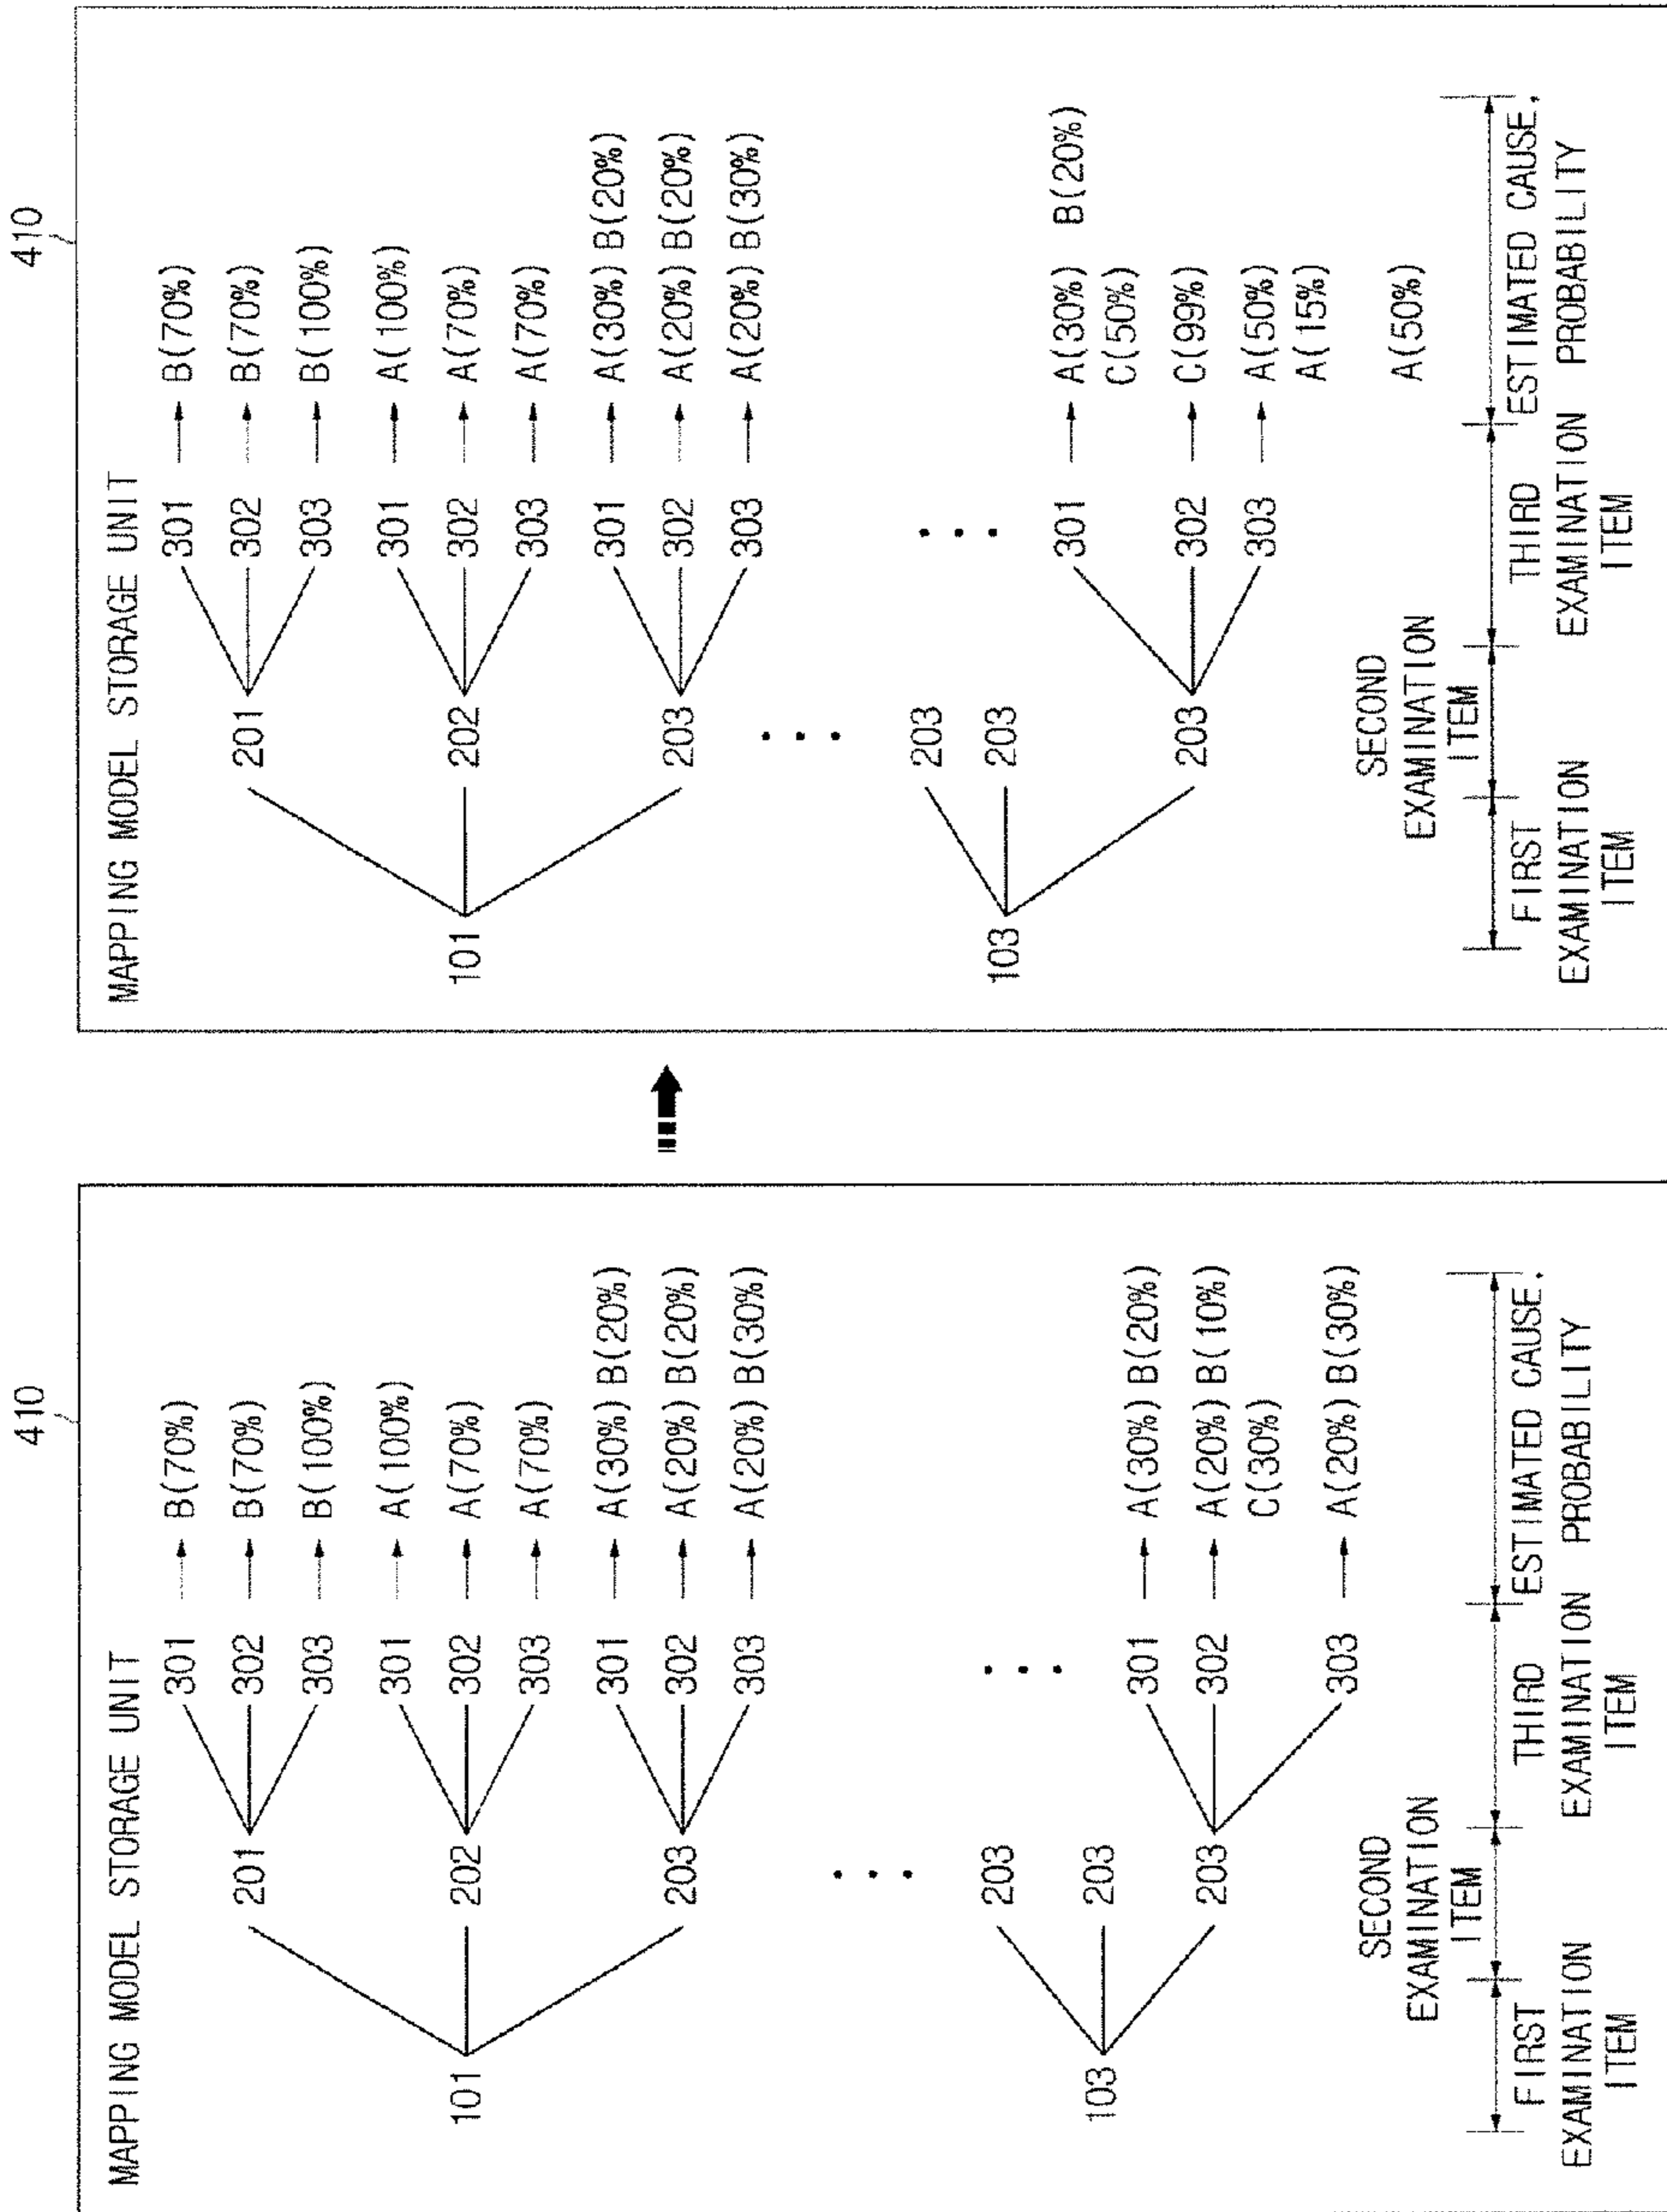 410
MAPPING MODEL STORAGE UNIT
101
201
301 B(70%)
302 B(70%)
303 B(100%)
202
301 A(100%)
302 A(70%)
303 A(70%)
203
301 A(30%) B(20%)
302 A(20%) B(20%)
303 A(20%) B(30%)
103
203
203
203
301 A(30%) B(20%)
302 A(20%) B(10%)
C(30%)
303 A(20%) B(30%)
FIRST
EXAMINATION
ITEM
SECOND
EXAMINATION
ITEM
THIRD
EXAMINATION
ITEM
ESTIMATED CAUSE,
PROBABILITY
410
MAPPING MODEL STORAGE UNIT
101
201
301 B(70%)
302 B(70%)
303 B(100%)
202
301 A(100%)
302 A(70%)
303 A(70%)
203
301 A(30%) B(20%)
302 A(20%) B(20%)
303 A(20%) B(30%)
103
203
203
203
301 A(30%) B(20%)
C(50%)
302 C(99%)
303 A(50%)
A(15%)
A(50%)
FIRST
EXAMINATION
ITEM
SECOND
EXAMINATION
ITEM
THIRD
EXAMINATION
ITEM
ESTIMATED CAUSE,
PROBABILITY